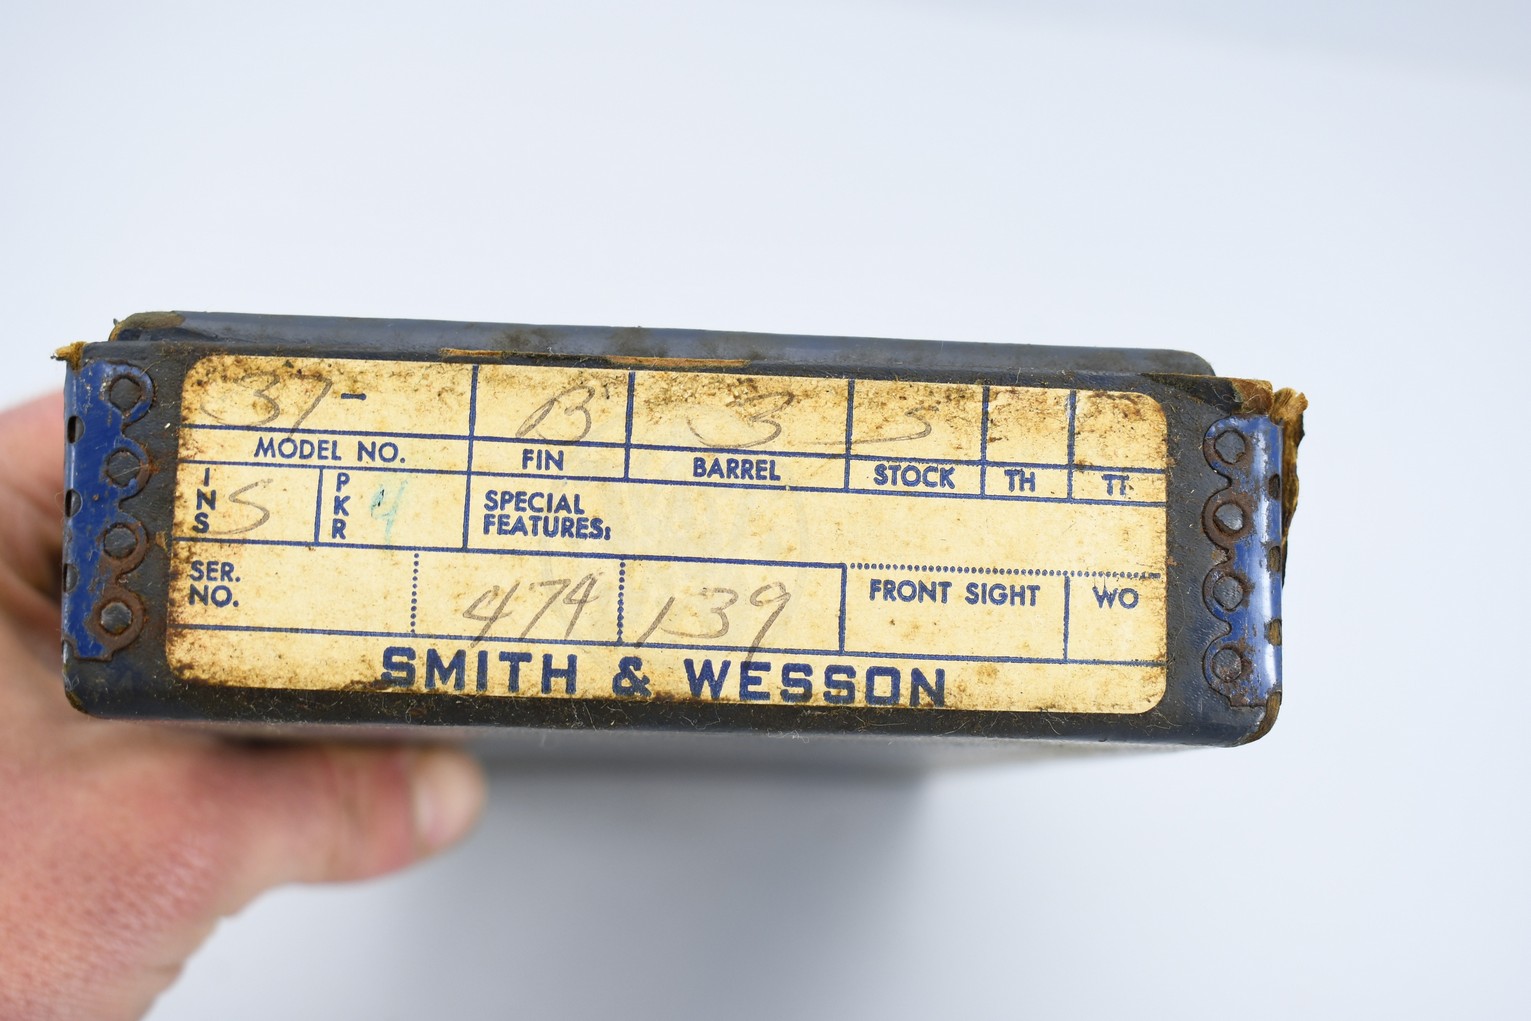 37- B 3 S
MODEL NO. FIN BARREL STOCK TH TT
INS S PKR 4 SPECIAL FEATURES:
SER. NO. 474 139 FRONT SIGHT WO
SMITH & WESSON